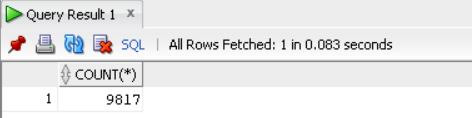 Query Result 1 x
SQL | All Rows Fetched: 1 in 0.083 seconds
COUNT(*)
1 9817